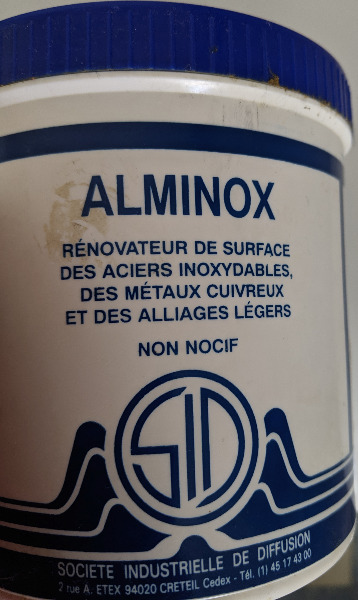 ALMINOX
RÉNOVATEUR DE SURFACE
DES ACIERS INOXYDABLES,
DES MÉTAUX CUIVREUX
ET DES ALLIAGES LÉGERS
NON NOCIF
SID
SOCIETE INDUSTRIELLE DE DIFFUSION
2 rue A. ETEX 94020 CRETEIL Cedex - Tél. (1) 45 17 43 00